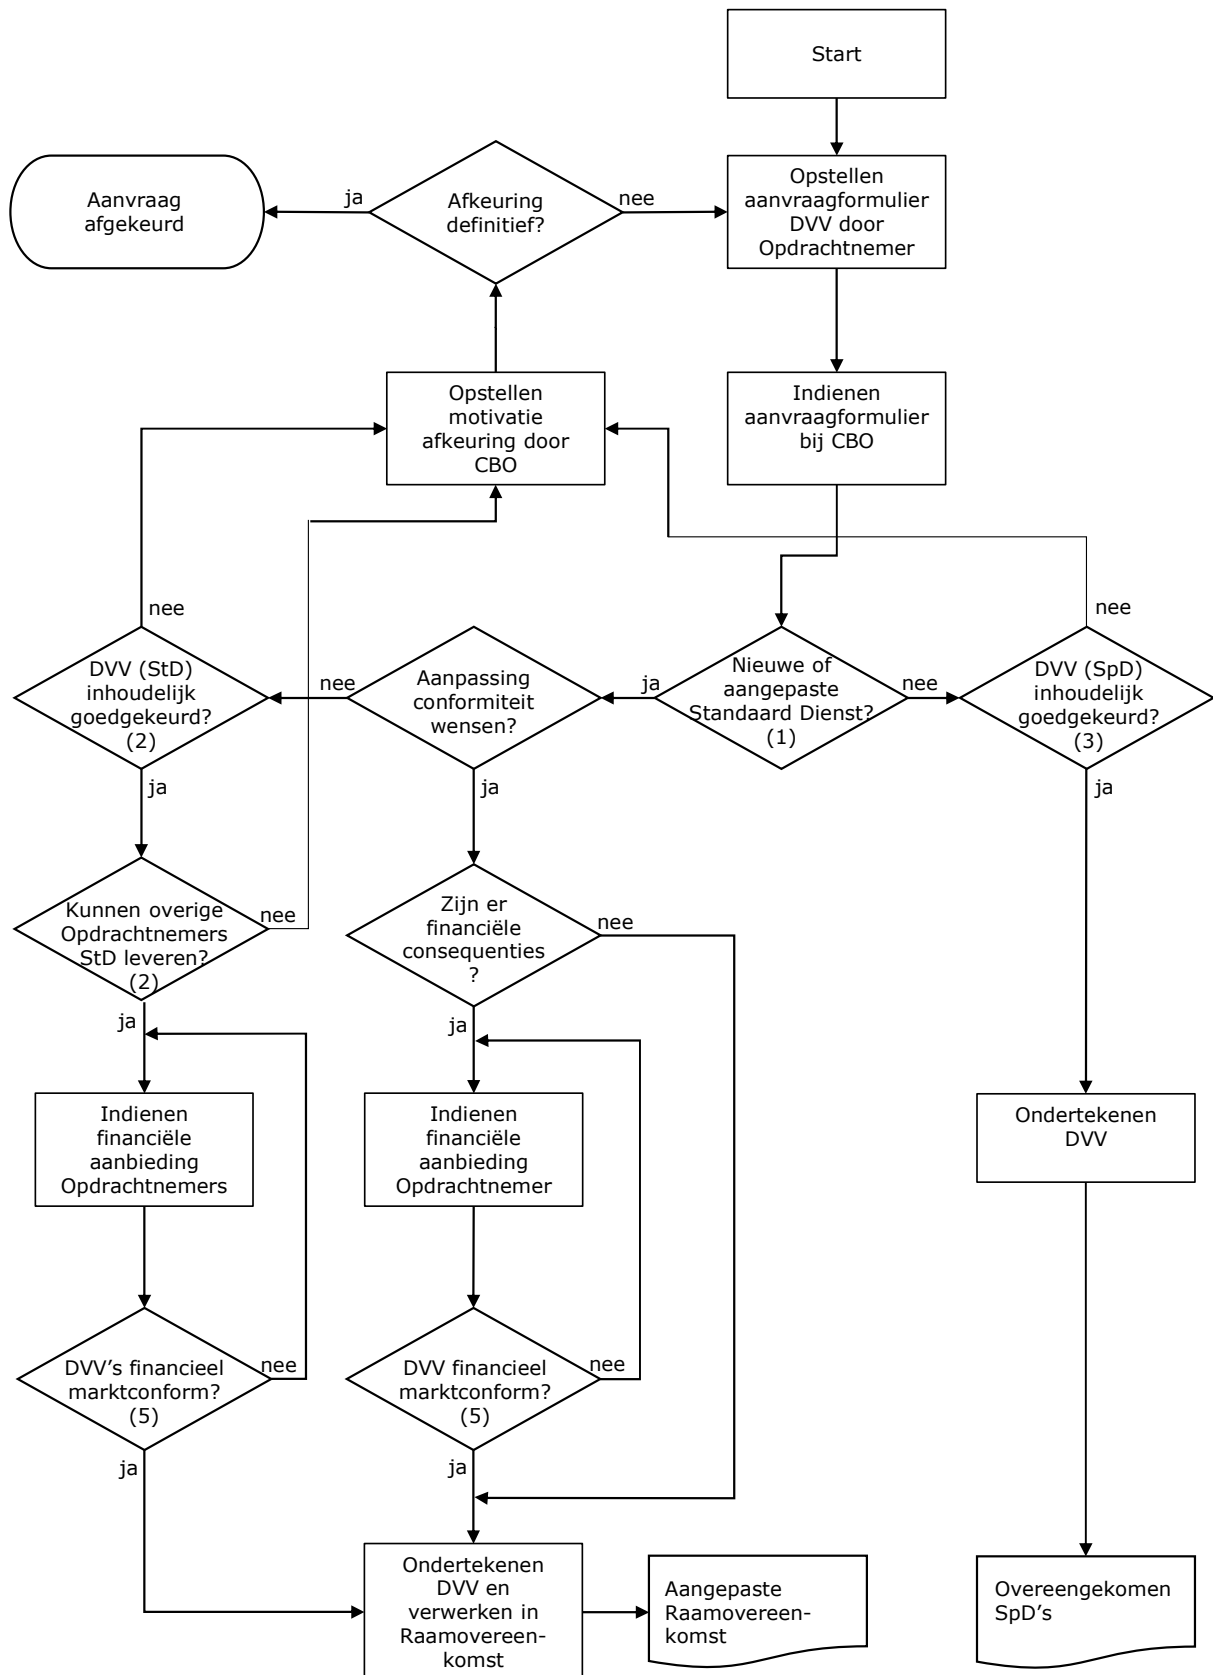 Start
Aanvraag
afgekeurd
ja
Afkeuring
definitief?
nee
Opstellen
aanvraagformulier
DVV door
Opdrachtnemer
Opstellen
motivatie
afkeuring door
CBO
Indienen
aanvraagformulier
bij CBO
nee
nee
DVV (StD)
inhoudelijk
goedgekeurd?
(2)
nee
Aanpassing
conformiteit
wensen?
ja
Nieuwe of
aangepaste
Standaard Dienst?
(1)
nee
DVV (SpD)
inhoudelijk
goedgekeurd?
(3)
ja
ja
ja
Kunnen overige
Opdrachtnemers
StD leveren?
(2)
nee
Zijn er
financiële
consequenties
?
nee
ja
ja
Indienen
financiële
aanbieding
Opdrachtnemers
Indienen
financiële
aanbieding
Opdrachtnemer
Ondertekenen
DVV
DVV's financieel
marktconform?
(5)
nee
DVV financieel
marktconform?
(5)
nee
ja
ja
Ondertekenen
DVV en
verwerken in
Raamovereen-
komst
Aangepaste
Raamovereen-
komst
Overeengekomen
SpD's